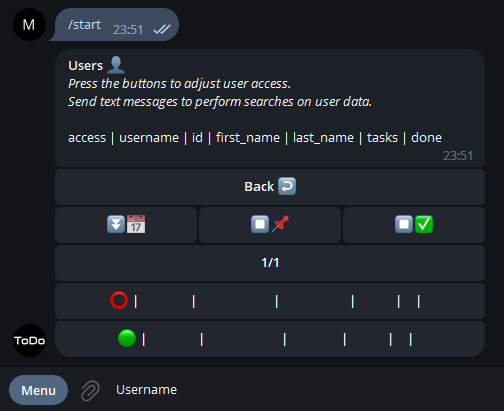 M
/start
23:51
Users 👤
Press the buttons to adjust user access.
Send text messages to perform searches on user data.
access | username | id | first_name | last_name | tasks | done
23:51
Back ↩️
⏬📅 17
⏹️📌
⏹️✅
1/1
⭕ | | | | | |
🟢 | | | | | |
ToDo
Menu
Username